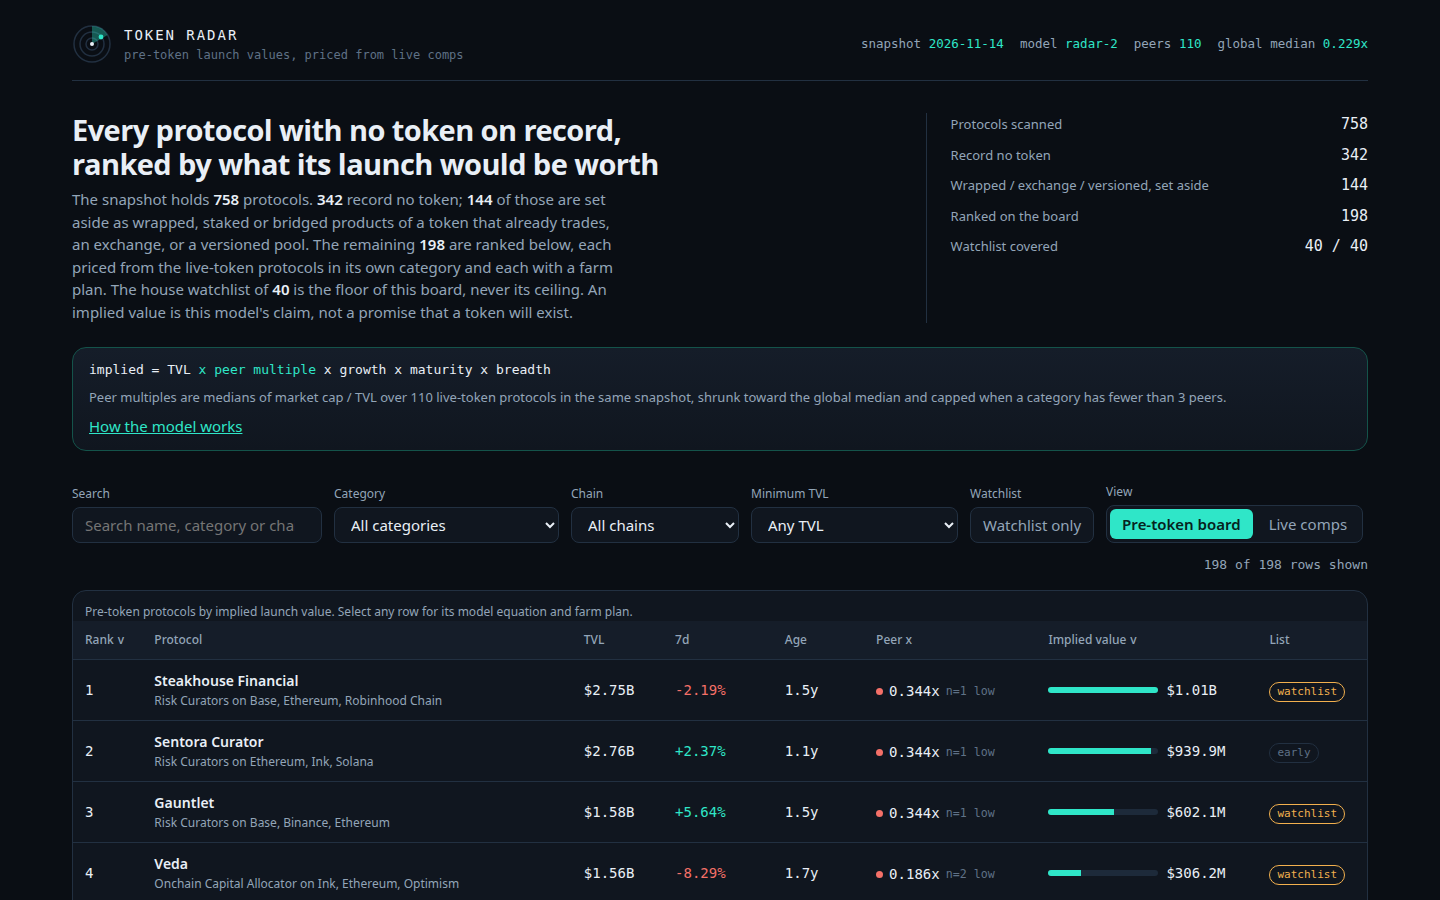 TOKEN RADAR
pre-token launch values, priced from live comps
snapshot 2026-11-14 model radar-2 peers 110 global median 0.229x
Every protocol with no token on record,
ranked by what its launch would be worth
The snapshot holds 758 protocols. 342 record no token; 144 of those are set
aside as wrapped, staked or bridged products of a token that already trades,
an exchange, or a versioned pool. The remaining 198 are ranked below, each
priced from the live-token protocols in its own category and each with a farm
plan. The house watchlist of 40 is the floor of this board, never its ceiling. An
implied value is this model's claim, not a promise that a token will exist.
Protocols scanned 758
Record no token 342
Wrapped / exchange / versioned, set aside 144
Ranked on the board 198
Watchlist covered 40 / 40
implied = TVL x peer multiple x growth x maturity x breadth
Peer multiples are medians of market cap / TVL over 110 live-token protocols in the same snapshot, shrunk toward the global median and capped when a category has fewer than 3 peers.
How the model works
Search Category Chain Minimum TVL Watchlist View
Search name, category or cha All categories All chains Any TVL Watchlist only Pre-token board Live comps
198 of 198 rows shown
Pre-token protocols by implied launch value. Select any row for its model equation and farm plan.
Rank v Protocol TVL 7d Age Peer x Implied value v List
1 Steakhouse Financial $2.75B -2.19% 1.5y 0.344x n=1 low $1.01B watchlist
Risk Curators on Base, Ethereum, Robinhood Chain
2 Sentora Curator $2.76B +2.37% 1.1y 0.344x n=1 low $939.9M early
Risk Curators on Ethereum, Ink, Solana
3 Gauntlet $1.58B +5.64% 1.5y 0.344x n=1 low $602.1M watchlist
Risk Curators on Base, Binance, Ethereum
4 Veda $1.56B -8.29% 1.7y 0.186x n=2 low $306.2M watchlist
Onchain Capital Allocator on Ink, Ethereum, Optimism